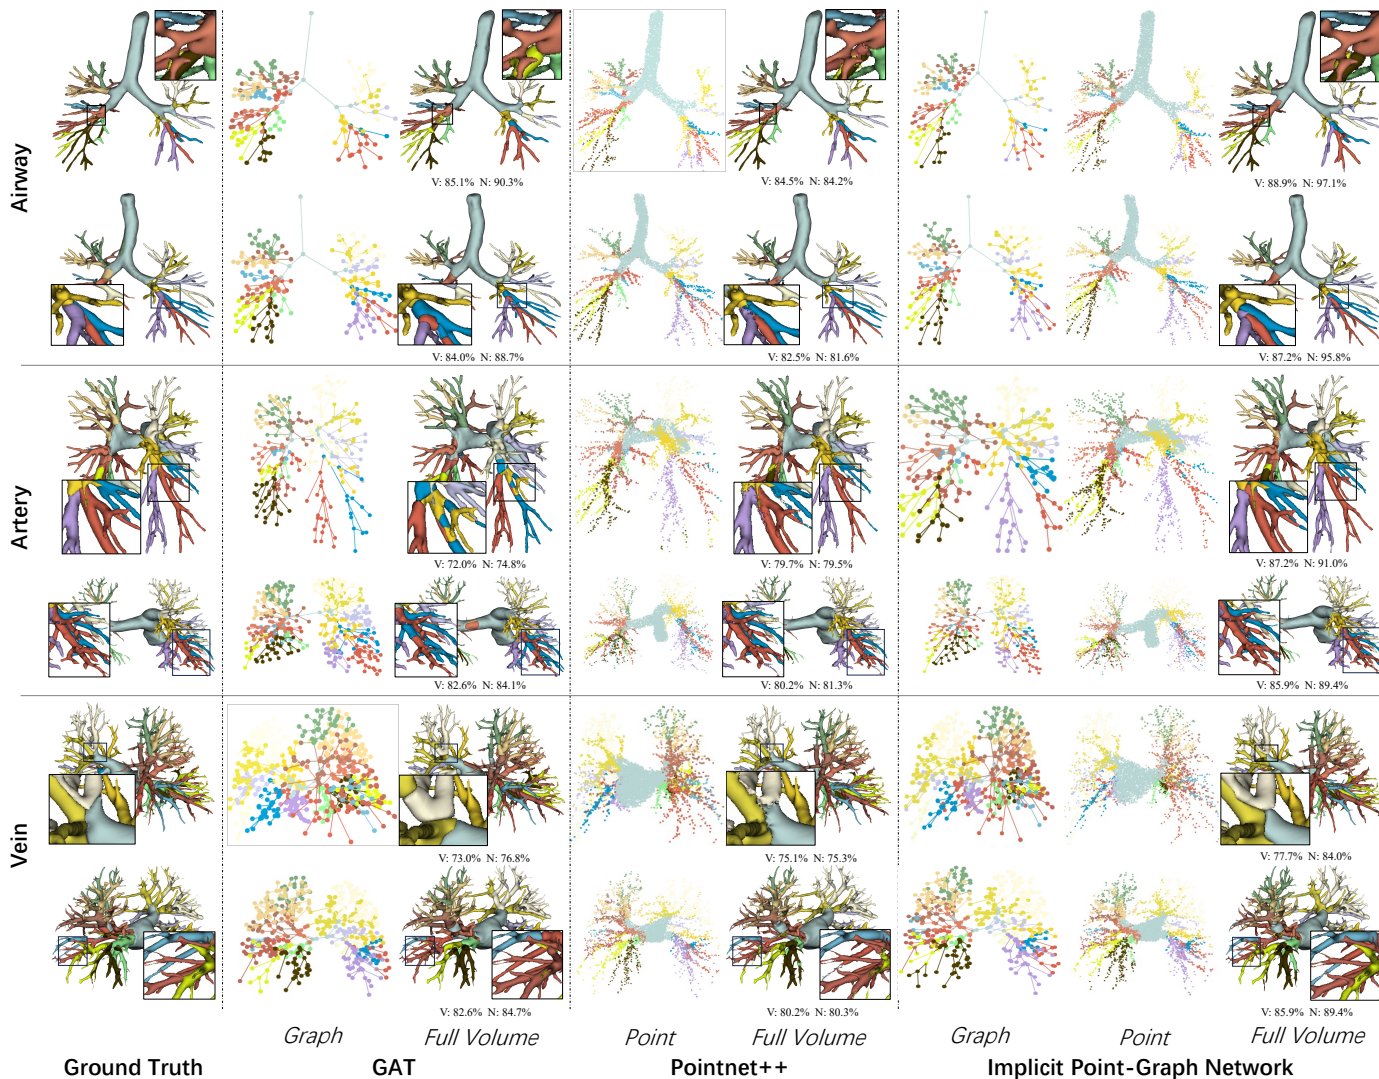 Airway
V: 85.1% N: 90.3%
V: 84.5% N: 84.2%
V: 88.9% N: 97.1%
V: 84.0% N: 88.7%
V: 82.5% N: 81.6%
V: 87.2% N: 95.8%
Artery
V: 72.0% N: 74.8%
V: 79.7% N: 79.5%
V: 87.2% N: 91.0%
V: 82.6% N: 84.1%
V: 80.2% N: 81.3%
V: 85.9% N: 89.4%
Vein
V: 73.0% N: 76.8%
V: 75.1% N: 75.3%
V: 77.7% N: 84.0%
V: 82.6% N: 84.7%
V: 80.2% N: 80.3%
V: 85.9% N: 89.4%
Graph
Full Volume
Point
Full Volume
Graph
Point
Full Volume
Ground Truth
GAT
Pointnet++
Implicit Point-Graph Network